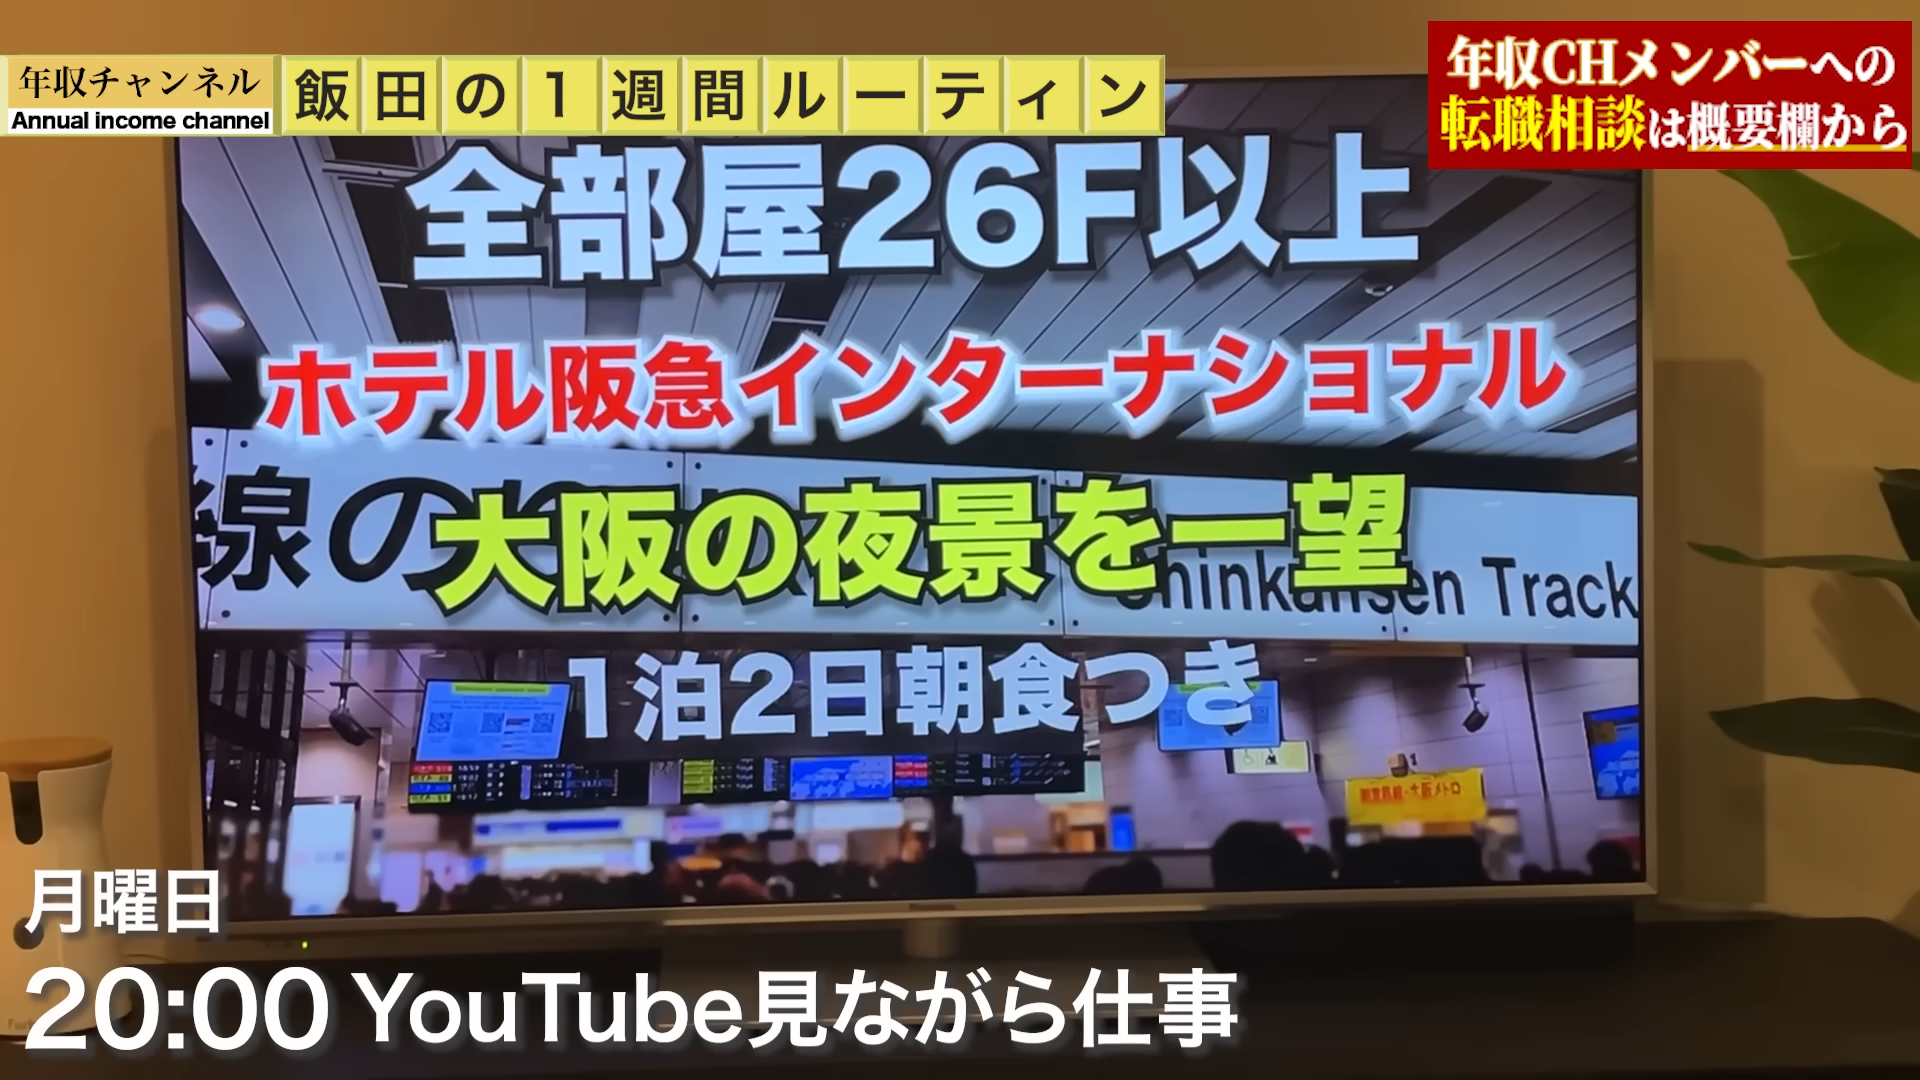 年収チャンネル
Annual income channel
飯田の1週間ルーティン
年収CHメンバーへの
転職相談は概要欄から
全部屋26F以上
ホテル阪急インターナショナル
大阪の夜景を一望
線の
Shinkansen Track
1泊2日朝食つき
月曜日
20:00 YouTube見ながら仕事